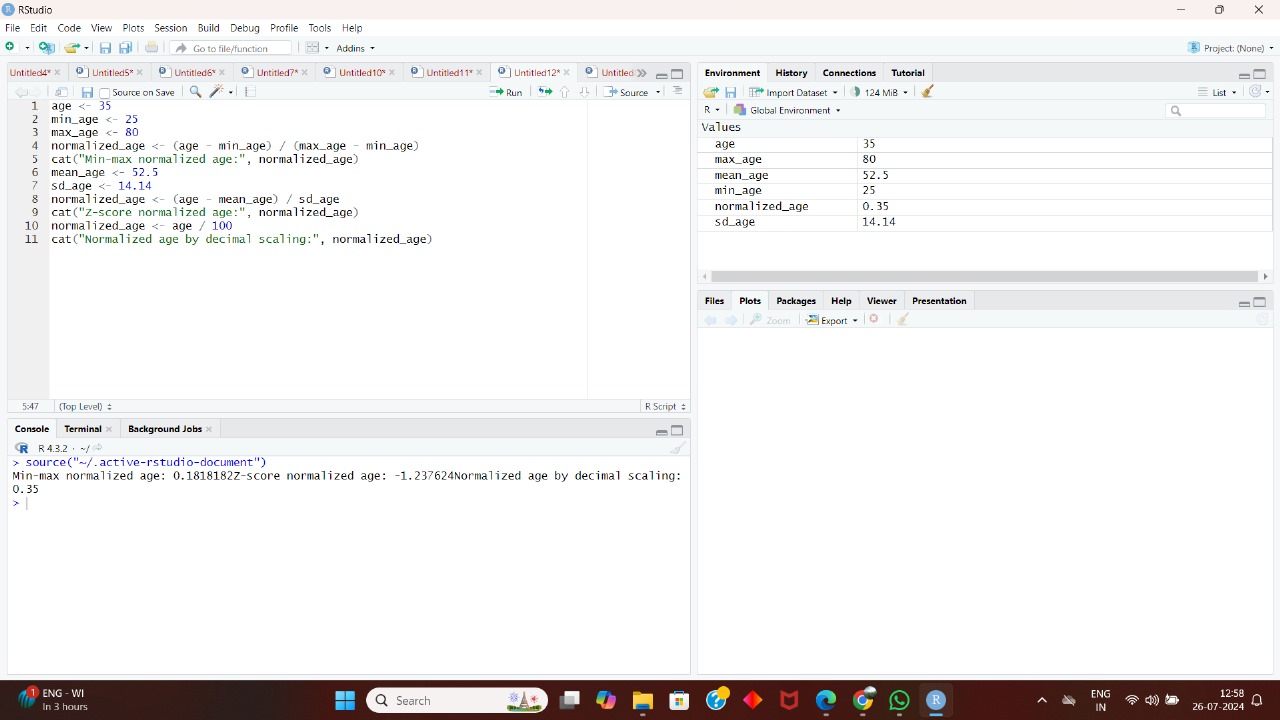 RStudio
File Edit Code View Plots Session Build Debug Profile Tools Help
Go to file/function Addins Project: (None)
Untitled4* Untitled5* Untitled6* Untitled7* Untitled10* Untitled11* Untitled12* Untitled
Source on Save Run Source
1 age <- 35
2 min_age <- 25
3 max_age <- 80
4 normalized_age <- (age - min_age) / (max_age - min_age)
5 cat("Min-max normalized age:", normalized_age)
6 mean_age <- 52.5
7 sd_age <- 14.14
8 normalized_age <- (age - mean_age) / sd_age
9 cat("Z-score normalized age:", normalized_age)
10 normalized_age <- age / 100
11 cat("Normalized age by decimal scaling:", normalized_age)
5:47 (Top Level) R Script
Console Terminal Background Jobs
R 4.3.2 · ~/
> source("~/.active-rstudio-document")
Min-max normalized age: 0.1818182Z-score normalized age: -1.237624Normalized age by decimal scaling:
0.35
>
Environment History Connections Tutorial
Import Dataset 124 MiB List
R Global Environment
Values
age 35
max_age 80
mean_age 52.5
min_age 25
normalized_age 0.35
sd_age 14.14
Files Plots Packages Help Viewer Presentation
Zoom Export
1 ENG - WI
In 3 hours
Search
ENG
IN
12:58
26-07-2024